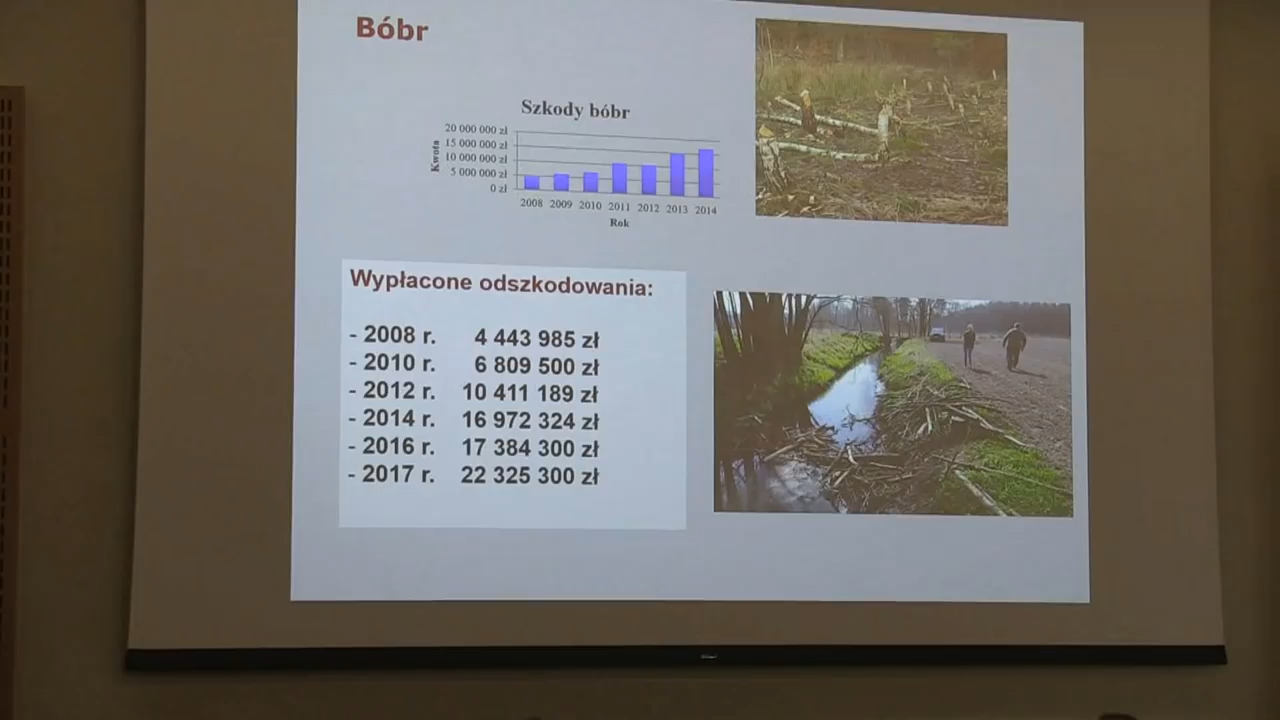 Bóbr
Szkody bóbr
Kwota
20 000 000 zł
15 000 000 zł
10 000 000 zł
5 000 000 zł
0 zł
2008 2009 2010 2011 2012 2013 2014
Rok
Wypłacone odszkodowania:
- 2008 r. 4 443 985 zł
- 2010 r. 6 809 500 zł
- 2012 r. 10 411 189 zł
- 2014 r. 16 972 324 zł
- 2016 r. 17 384 300 zł
- 2017 r. 22 325 300 zł